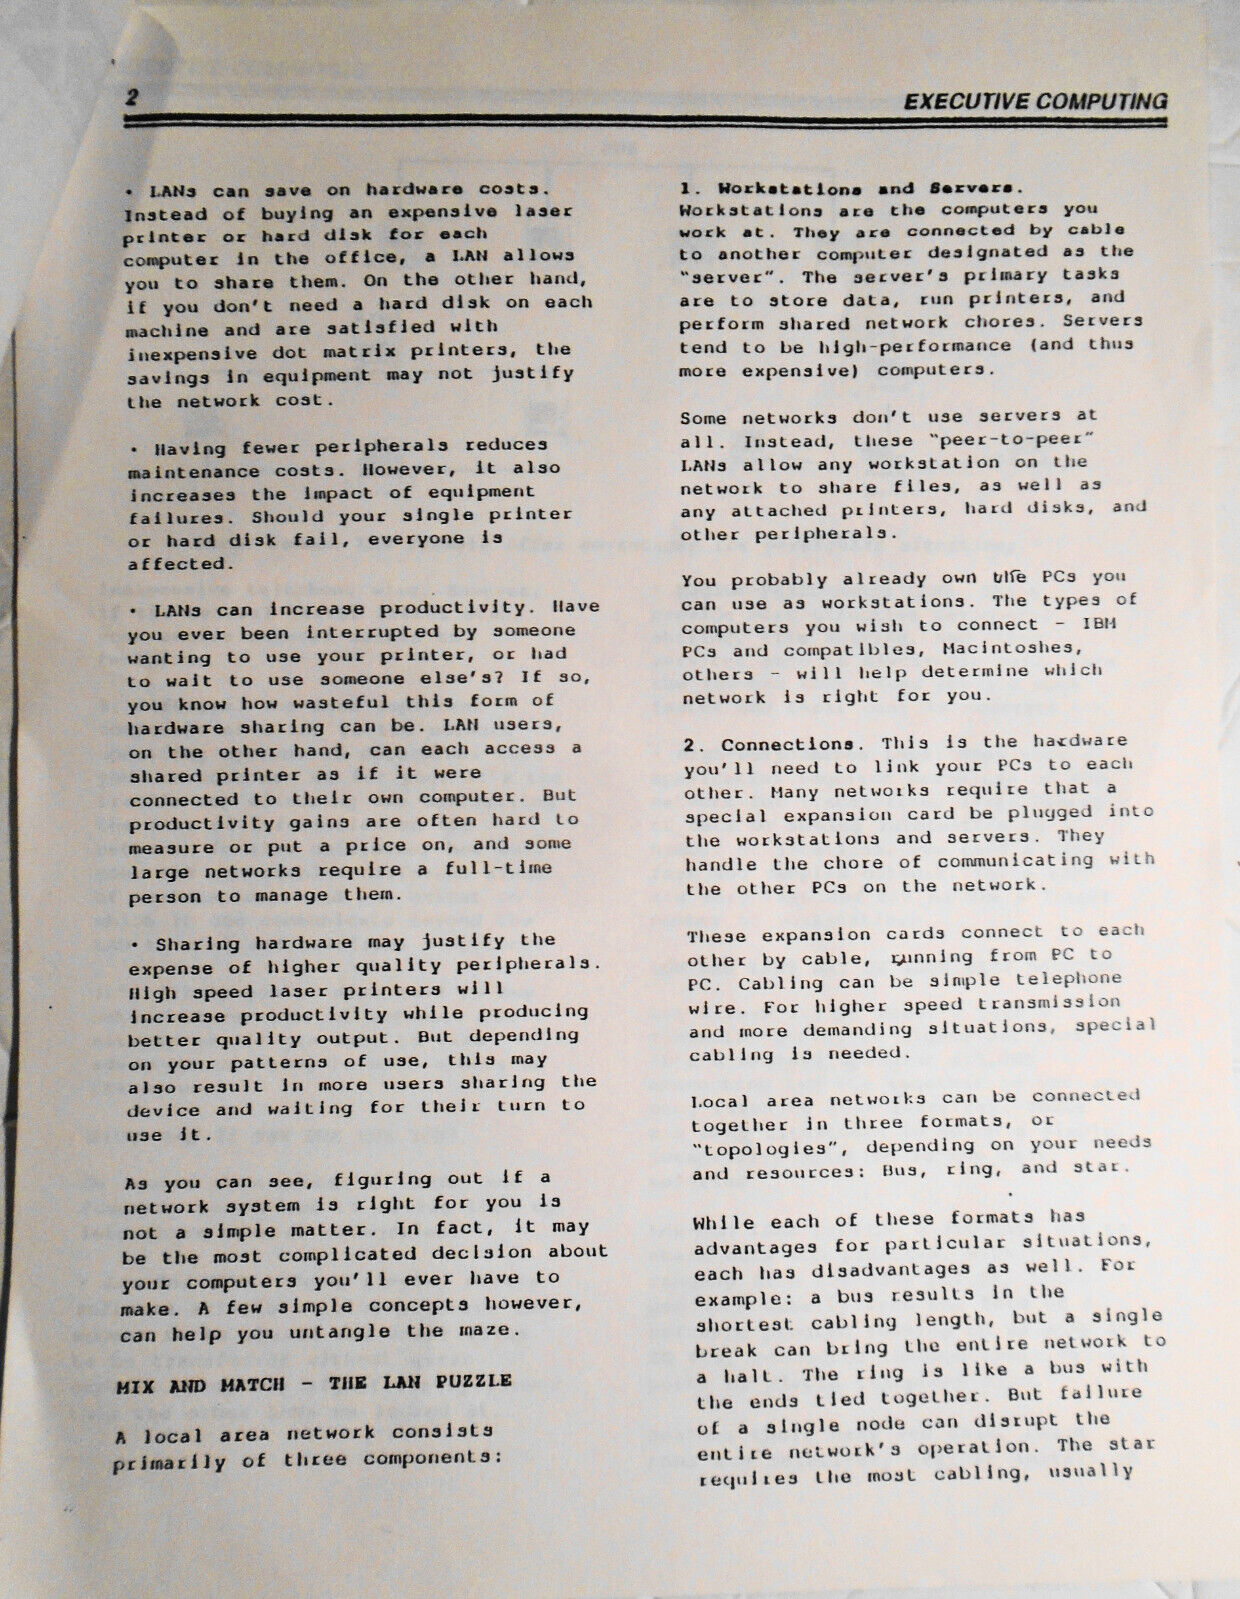 2
EXECUTIVE COMPUTING
• LANs can save on hardware costs.
Instead of buying an expensive laser
printer or hard disk for each
computer in the office, a LAN allows
you to share them. On the other hand,
if you don't need a hard disk on each
machine and are satisfied with
inexpensive dot matrix printers, the
savings in equipment may not justify
the network cost.
• Having fewer peripherals reduces
maintenance costs. However, it also
increases the impact of equipment
failures. Should your single printer
or hard disk fail, everyone is
affected.
• LANs can increase productivity. Have
you ever been interrupted by someone
wanting to use your printer, or had
to wait to use someone else's? If so,
you know how wasteful this form of
hardware sharing can be. LAN users,
on the other hand, can each access a
shared printer as if it were
connected to their own computer. But
productivity gains are often hard to
measure or put a price on, and some
large networks require a full-time
person to manage them.
• Sharing hardware may justify the
expense of higher quality peripherals.
High speed laser printers will
increase productivity while producing
better quality output. But depending
on your patterns of use, this may
also result in more users sharing the
device and waiting for their turn to
use it.
As you can see, figuring out if a
network system is right for you is
not a simple matter. In fact, it may
be the most complicated decision about
your computers you'll ever have to
make. A few simple concepts however,
can help you untangle the maze.
MIX AND MATCH - THE LAN PUZZLE
A local area network consists
primarily of three components:
1. Workstations and Servers.
Workstations are the computers you
work at. They are connected by cable
to another computer designated as the
"server". The server's primary tasks
are to store data, run printers, and
perform shared network chores. Servers
tend to be high-performance (and thus
more expensive) computers.
Some networks don't use servers at
all. Instead, these "peer-to-peer"
LANs allow any workstation on the
network to share files, as well as
any attached printers, hard disks, and
other peripherals.
You probably already own the PCs you
can use as workstations. The types of
computers you wish to connect - IBM
PCs and compatibles, Macintoshes,
others - will help determine which
network is right for you.
2. Connections. This is the hardware
you'll need to link your PCs to each
other. Many networks require that a
special expansion card be plugged into
the workstations and servers. They
handle the chore of communicating with
the other PCs on the network.
These expansion cards connect to each
other by cable, running from PC to
PC. Cabling can be simple telephone
wire. For higher speed transmission
and more demanding situations, special
cabling is needed.
Local area networks can be connected
together in three formats, or
"topologies", depending on your needs
and resources: Bus, ring, and star.
While each of these formats has
advantages for particular situations,
each has disadvantages as well. For
example: a bus results in the
shortest cabling length, but a single
break can bring the entire network to
a halt. The ring is like a bus with
the ends tied together. But failure
of a single node can disrupt the
entire network's operation. The star
requires the most cabling, usually